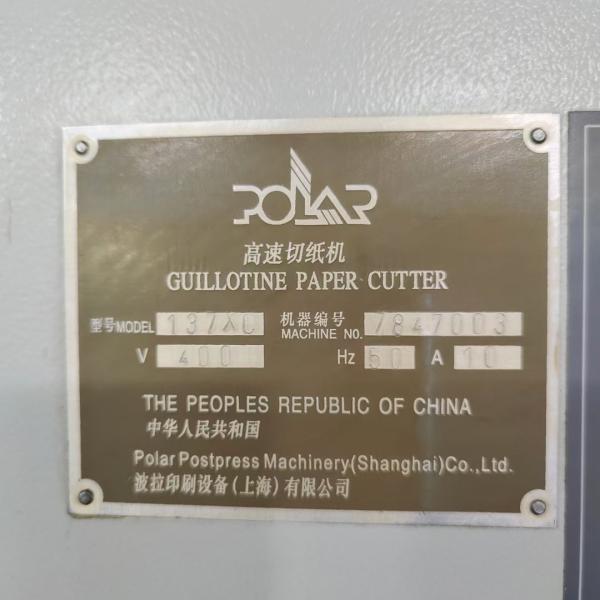 POLAR
高速切纸机
GUILLOTINE PAPER CUTTER
型号MODEL 137XC 机器编号 MACHINE NO. 7847003
V 400 Hz 50 A 10
THE PEOPLES REPUBLIC OF CHINA
中华人民共和国
Polar Postpress Machinery(Shanghai)Co.,Ltd.
波拉印刷设备(上海)有限公司